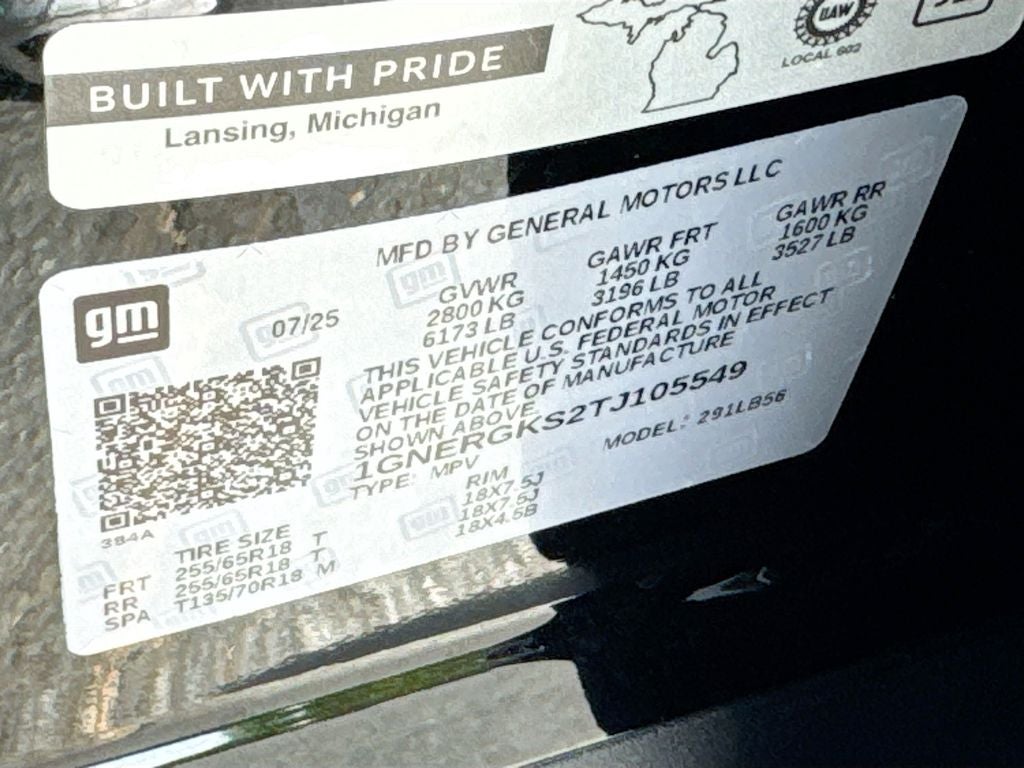 BUILT WITH PRIDE
Lansing, Michigan
UAW
LOCAL 602
MFD BY GENERAL MOTORS LLC
gm
07/25
GVWR GAWR FRT GAWR RR
2800 KG 1450 KG 1600 KG
6173 LB 3196 LB 3527 LB
THIS VEHICLE CONFORMS TO ALL
APPLICABLE U.S. FEDERAL MOTOR
VEHICLE SAFETY STANDARDS IN EFFECT
ON THE DATE OF MANUFACTURE
SHOWN ABOVE
1GNERGKS2TJ105549
TYPE: MPV MODEL: 291LB56
384A
TIRE SIZE RIM
FRT 255/65R18 T 18X7.5J
RR 255/65R18 T 18X7.5J
SPA T135/70R18 M 18X4.5B